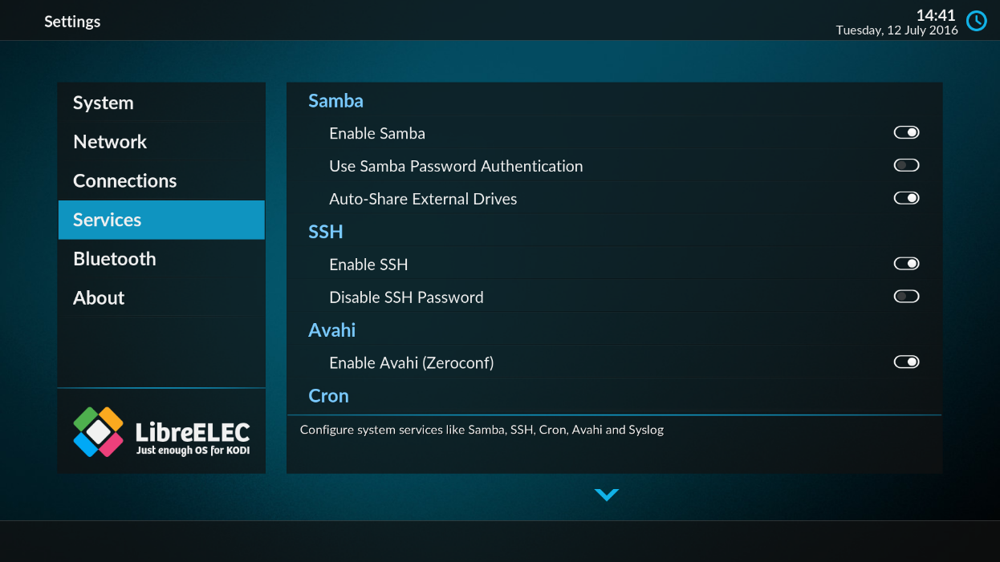 Settings
14:41
Tuesday, 12 July 2016
System
Network
Connections
Services
Bluetooth
About
LibreELEC
Just enough OS for KODI
Samba
Enable Samba
Use Samba Password Authentication
Auto-Share External Drives
SSH
Enable SSH
Disable SSH Password
Avahi
Enable Avahi (Zeroconf)
Cron
Configure system services like Samba, SSH, Cron, Avahi and Syslog